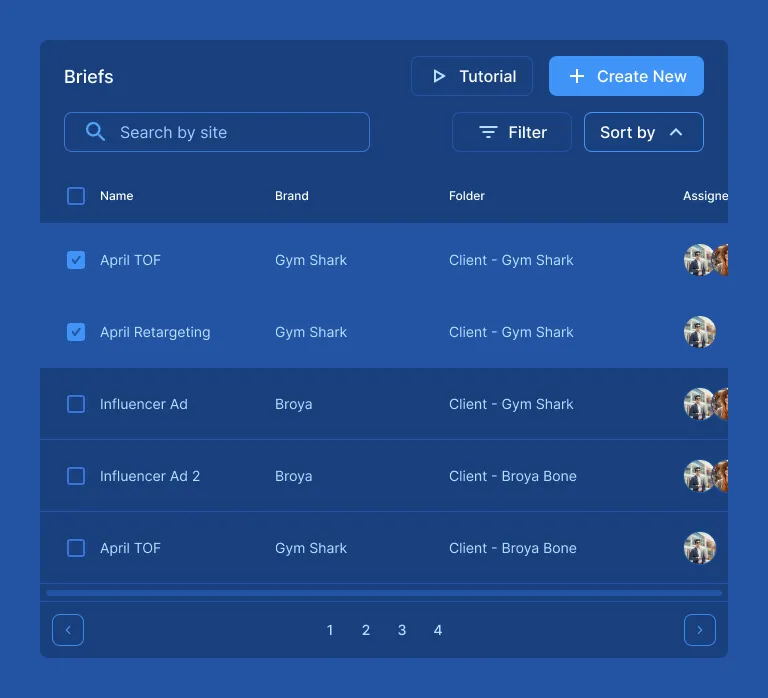 Briefs
Tutorial
Create New
Search by site
Filter
Sort by
Name Brand Folder Assigne
April TOF Gym Shark Client - Gym Shark
April Retargeting Gym Shark Client - Gym Shark
Influencer Ad Broya Client - Gym Shark
Influencer Ad 2 Broya Client - Broya Bone
April TOF Gym Shark Client - Broya Bone
1 2 3 4